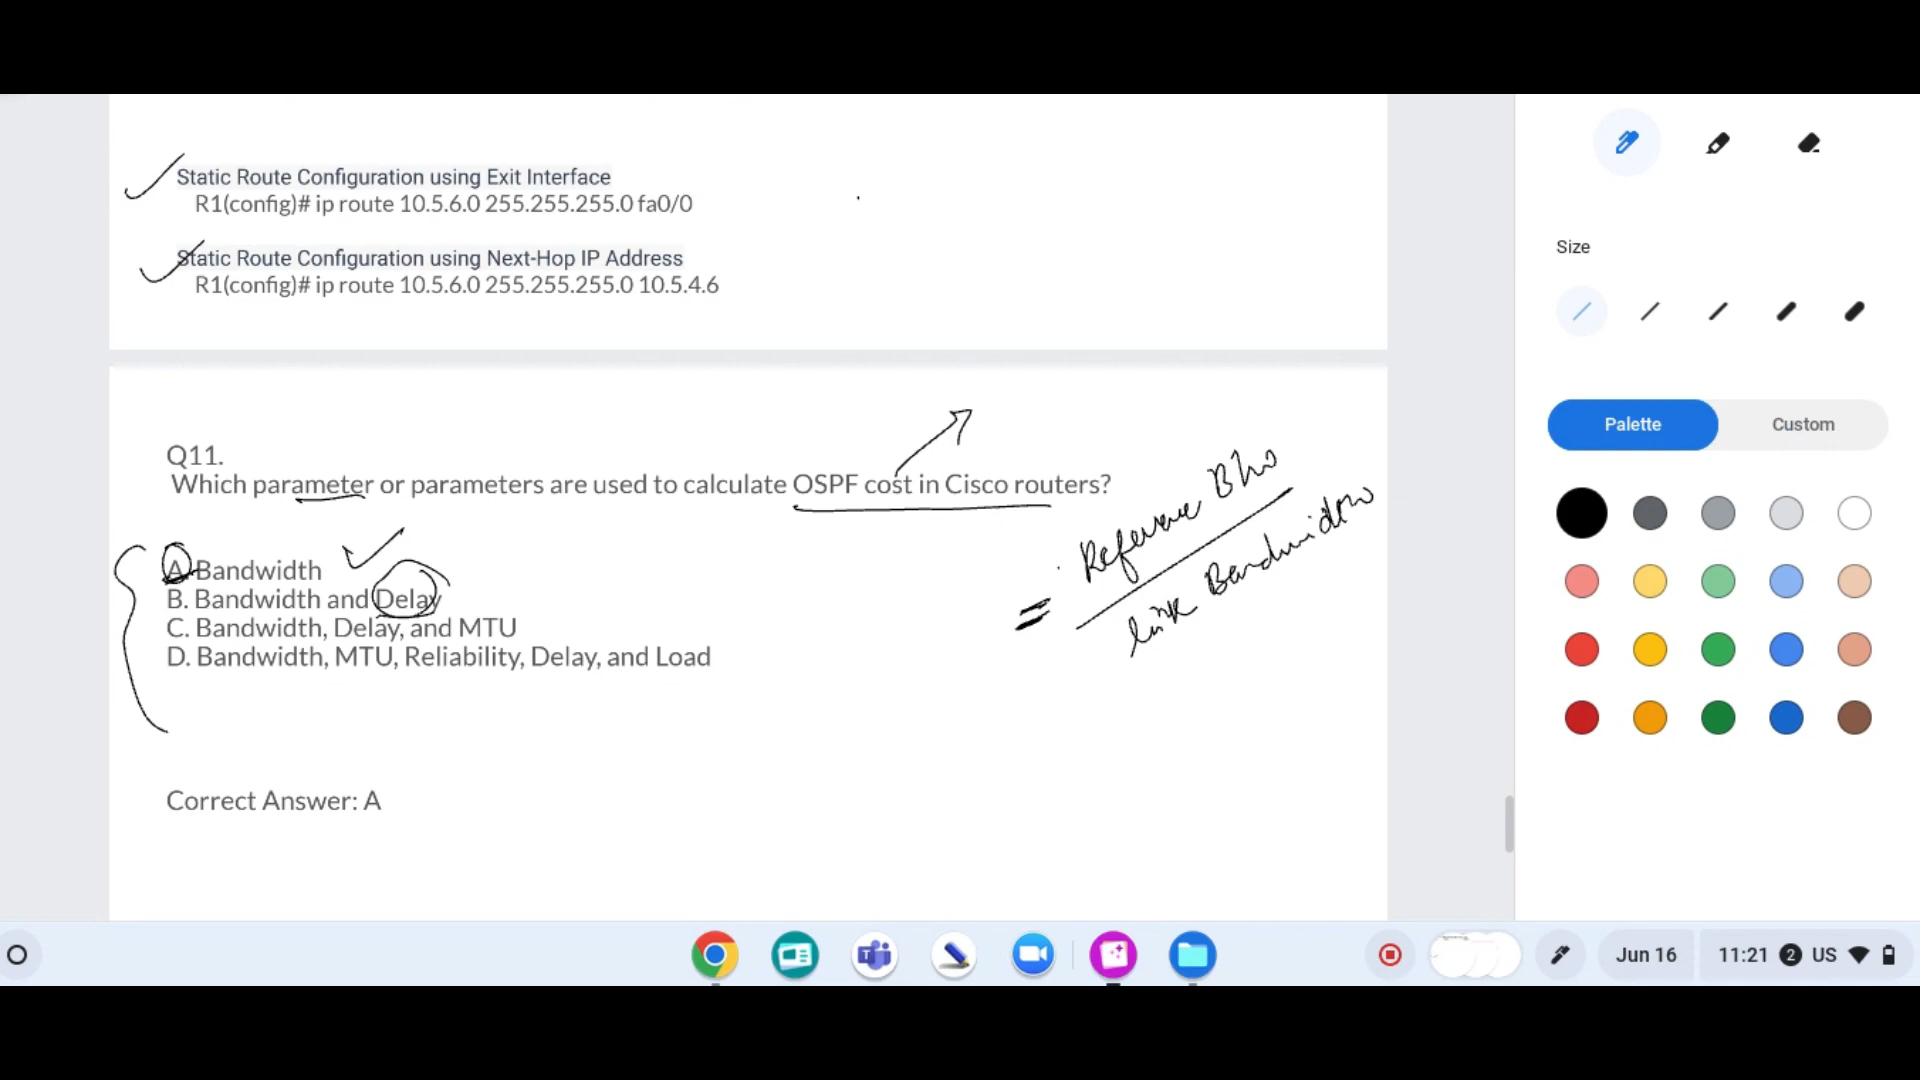 Static Route Configuration using Exit Interface
R1(config)# ip route 10.5.6.0 255.255.255.0 fa0/0
Static Route Configuration using Next-Hop IP Address
R1(config)# ip route 10.5.6.0 255.255.255.0 10.5.4.6
Q11.
Which parameter or parameters are used to calculate OSPF cost in Cisco routers?
A. Bandwidth
B. Bandwidth and Delay
C. Bandwidth, Delay, and MTU
D. Bandwidth, MTU, Reliability, Delay, and Load
=
link
Correct Answer: A
Size
Palette
Custom
Jun 16
11:21 2 US